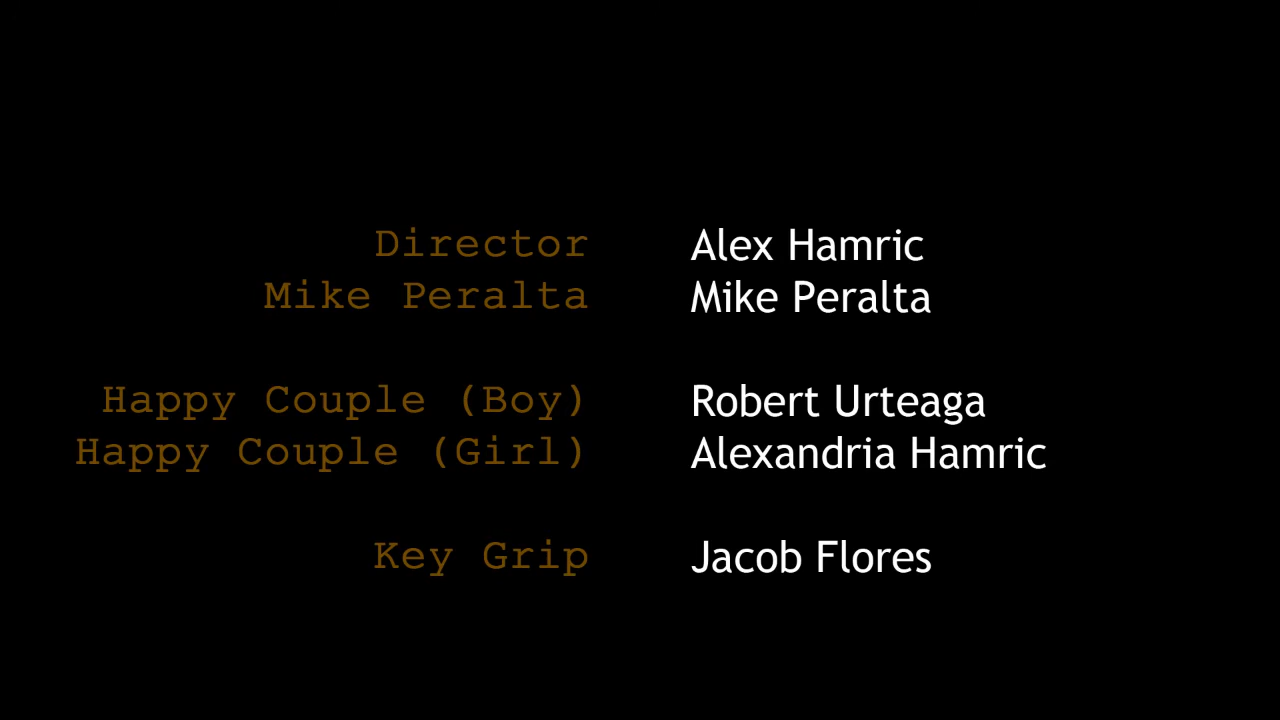 Director Alex Hamric
Mike Peralta Mike Peralta
Happy Couple (Boy) Robert Urteaga
Happy Couple (Girl) Alexandria Hamric
Key Grip Jacob Flores